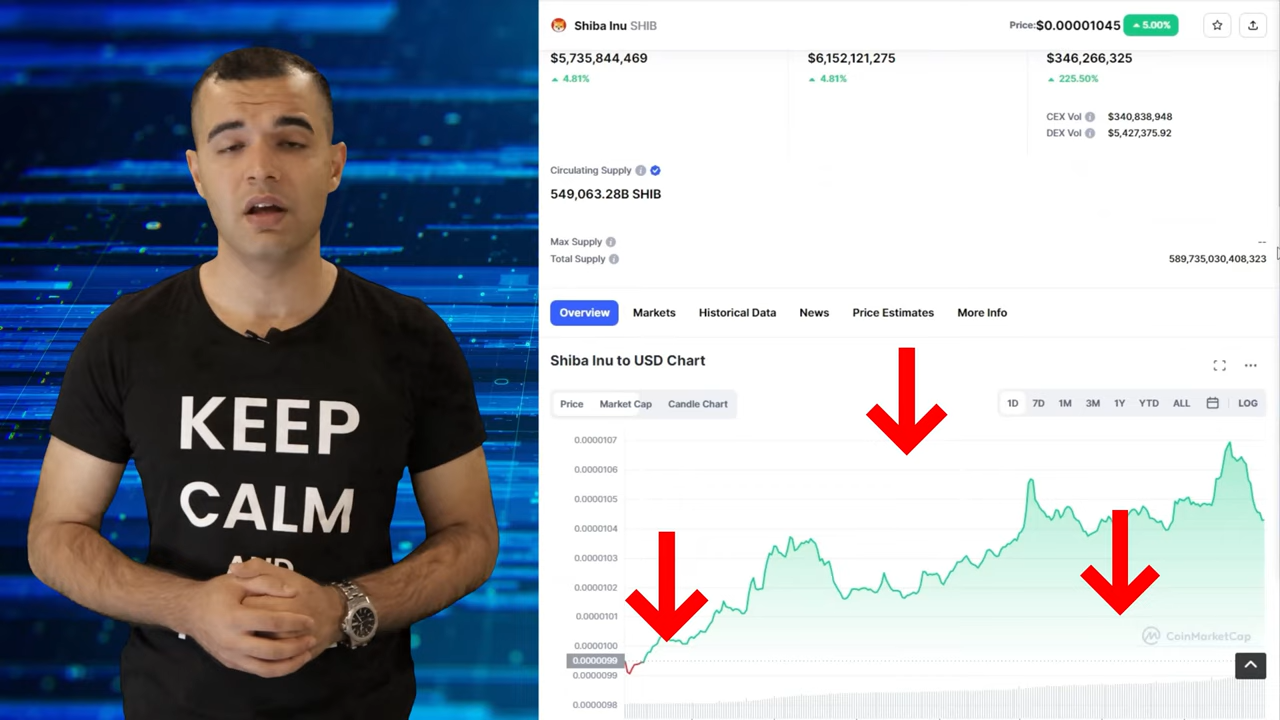 KEEP
CALM
AND
Shiba Inu SHIB
Price:$0.00001045 5.00%
$5,735,844,469
4.81%
$6,152,121,275
4.81%
$346,266,325
225.50%
CEX Vol $340,838,948
DEX Vol $5,427,375.92
Circulating Supply
549,063.28B SHIB
Max Supply --
Total Supply 589,735,030,408,323
Overview Markets Historical Data News Price Estimates More Info
Shiba Inu to USD Chart
Price Market Cap Candle Chart
1D 7D 1M 3M 1Y YTD ALL LOG
0.0000107
0.0000106
0.0000105
0.0000104
0.0000103
0.0000102
0.0000101
0.0000100
0.0000099
0.0000099
0.0000098
CoinMarketCap